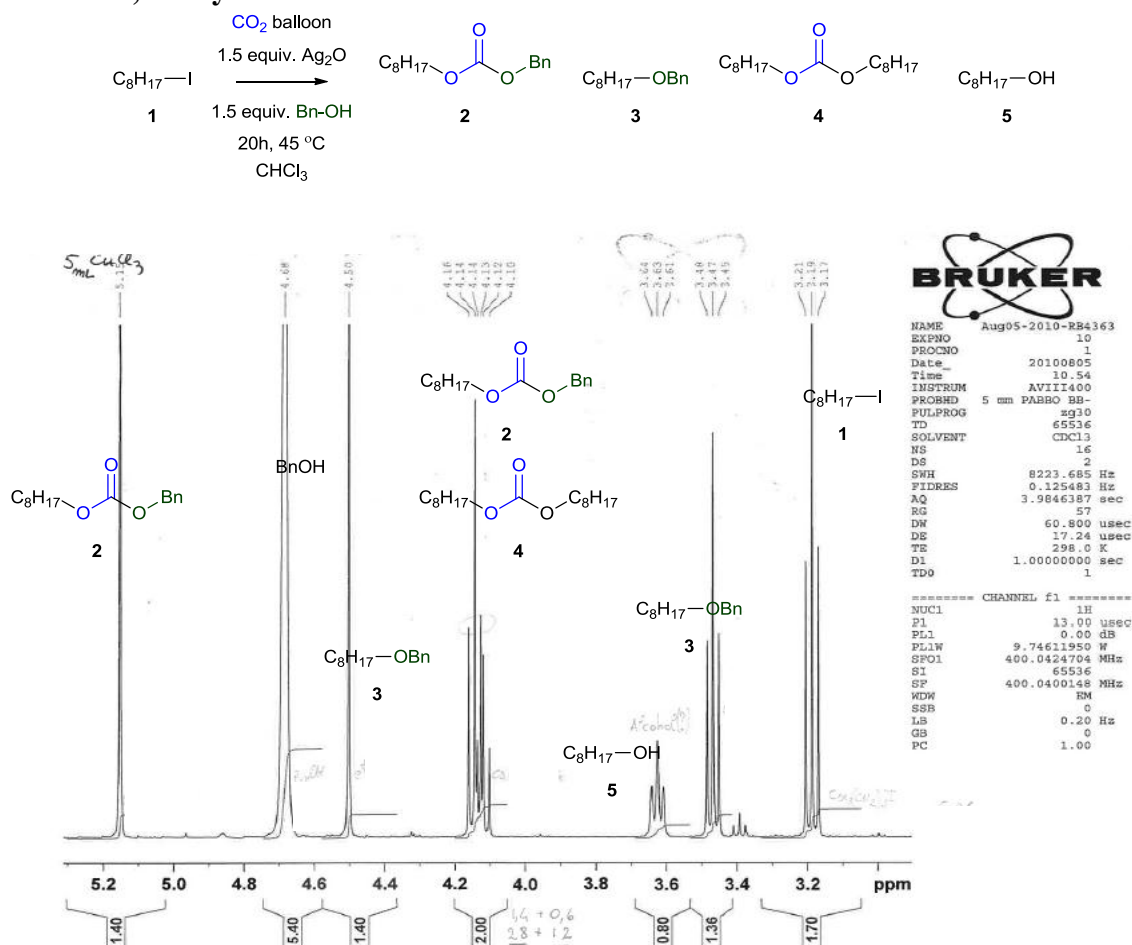 CO2 balloon
1.5 equiv. Ag2O
C8H17—I
1
1.5 equiv. Bn-OH
20h, 45 °C
CHCl3
O
C8H17 O O Bn
2
C8H17—OBn
3
O
C8H17 O O C8H17
4
C8H17—OH
5
5 mL CHCl3
4.68
4.50
4.16
4.14
4.14
4.13
4.12
4.10
3.64
3.63
3.61
3.48
3.47
3.45
3.21
3.19
3.17
O
C8H17 O O Bn
2
BnOH
C8H17—OBn
3
O
C8H17 O O Bn
2
O
C8H17 O O C8H17
4
Alcohol
C8H17—OH
5
C8H17—OBn
3
C8H17—I
1
BRUKER
NAME Aug05-2010-RB4363
EXPNO 10
PROCNO 1
Date_ 20100805
Time 10.54
INSTRUM AVIII400
PROBHD 5 mm PABBO BB-
PULPROG zg30
TD 65536
SOLVENT CDCl3
NS 16
DS 2
SWH 8223.685 Hz
FIDRES 0.125483 Hz
AQ 3.9846387 sec
RG 57
DW 60.800 usec
DE 17.24 usec
TE 298.0 K
D1 1.00000000 sec
TD0 1
======== CHANNEL f1 ========
NUC1 1H
P1 13.00 usec
PL1 0.00 dB
PL1W 9.74611950 W
SFO1 400.0424704 MHz
SI 65536
SF 400.0400148 MHz
WDW EM
SSB 0
LB 0.20 Hz
GB 0
PC 1.00
5.2 5.0 4.8 4.6 4.4 4.2 4.0 3.8 3.6 3.4 3.2 ppm
1.40 5.40 1.40 2.00 0.80 1.36 1.70
1,4 + 0,6
2.8 + 1.2